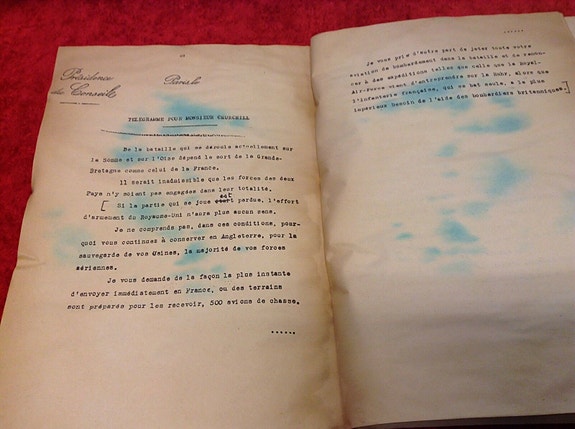 Présidence
du Conseil
Paris, le
TELEGRAMME POUR MONSIEUR CHURCHILL
De la bataille qui se déroule actuellement sur
la Somme et sur l'Oise dépend le sort de la Grande-
Bretagne comme celui de la France.
Il serait inadmissible que les forces des deux
Pays n'y soient pas engagées dans leur totalité.
[ Si la partie qui se joue est était perdue, l'effort
d'armement du Royaume-Uni n'aura plus aucun sens.
Je ne comprends pas, dans ces conditions, pour-
quoi vous continuez à conserver en Angleterre, pour la
sauvegarde de vos Usines, la majorité de vos forces
aériennes.
Je vous demande de la façon la plus instante
d'envoyer immédiatement en France, ou des terrains
sont préparés pour les recevoir, 500 avions de chasse.
......
Je vous prie d'autre part de jeter toute votre
aviation de bombardement dans la bataille et de renon-
cer à des expéditions telles que celle que la Royal-
Air-Force vient d'entreprendre sur la Ruhr, alors que
l'infanterie française, qui se bat seule, a le plus
impérieux besoin de l'aide des bombardiers britanniques.]